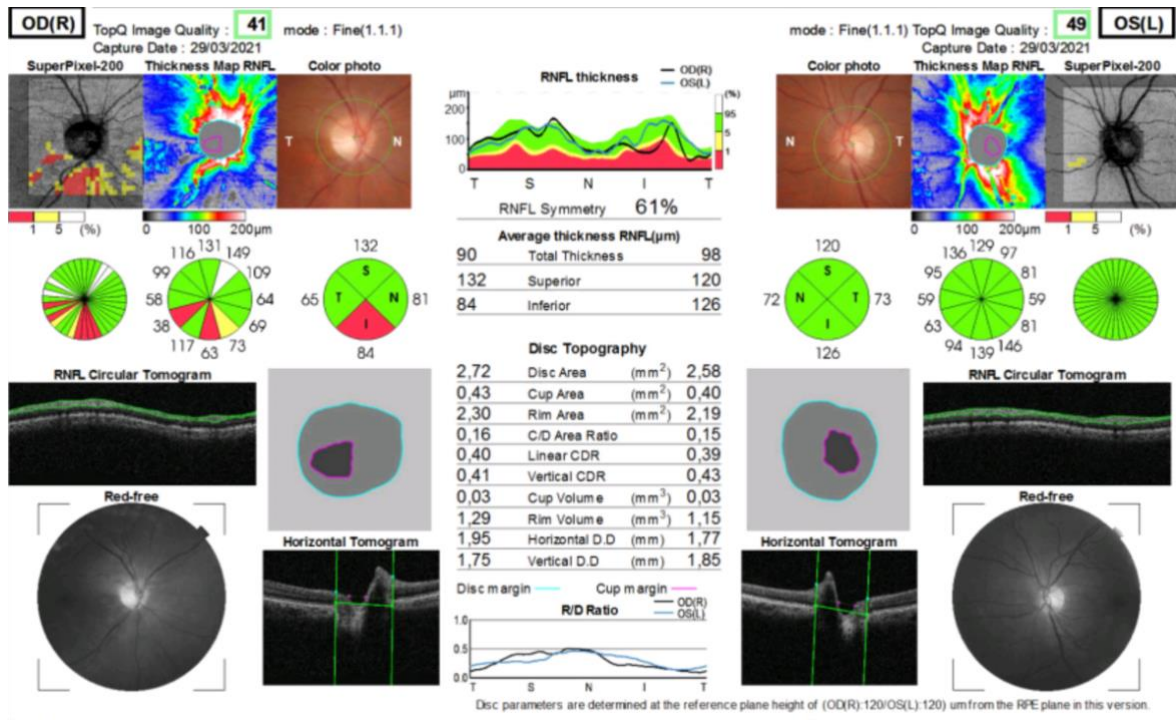 OD(R) TopQ Image Quality : 41 mode : Fine(1.1.1)
Capture Date : 29/03/2021
mode : Fine(1.1.1) TopQ Image Quality : 49 OS(L)
Capture Date : 29/03/2021
SuperPixel-200 Thickness Map RNFL Color photo
T N
1 5 (%) 0 100 200µm
RNFL thickness
OD(R)
OS(L)
µm
200
100
0
T S N I T
(%)
95
5
1
RNFL Symmetry 61%
Color photo Thickness Map RNFL SuperPixel-200
N T
0 100 200µm 1 5 (%)
131
116 149
99 109
58 64
38 69
117 73
63
132
S
65 T N 81
I
84
Average thickness RNFL(µm)
90 Total Thickness 98
132 Superior 120
84 Inferior 126
120
S
72 N T 73
I
126
129
136 97
95 81
59 59
63 81
94 146
139
RNFL Circular Tomogram
Red-free
Horizontal Tomogram
Disc Topography
2,72 Disc Area (mm²) 2,58
0,43 Cup Area (mm²) 0,40
2,30 Rim Area (mm²) 2,19
0,16 C/D Area Ratio 0,15
0,40 Linear CDR 0,39
0,41 Vertical CDR 0,43
0,03 Cup Volume (mm³) 0,03
1,29 Rim Volume (mm³) 1,15
1,95 Horizontal D.D (mm) 1,77
1,75 Vertical D.D (mm) 1,85
Disc margin Cup margin
R/D Ratio
OD(R)
OS(L)
1.0
0.5
0.0
T S N I T
RNFL Circular Tomogram
Red-free
Horizontal Tomogram
Disc parameters are determined at the reference plane height of (OD(R):120/OS(L):120) um from the RPE plane in this version.